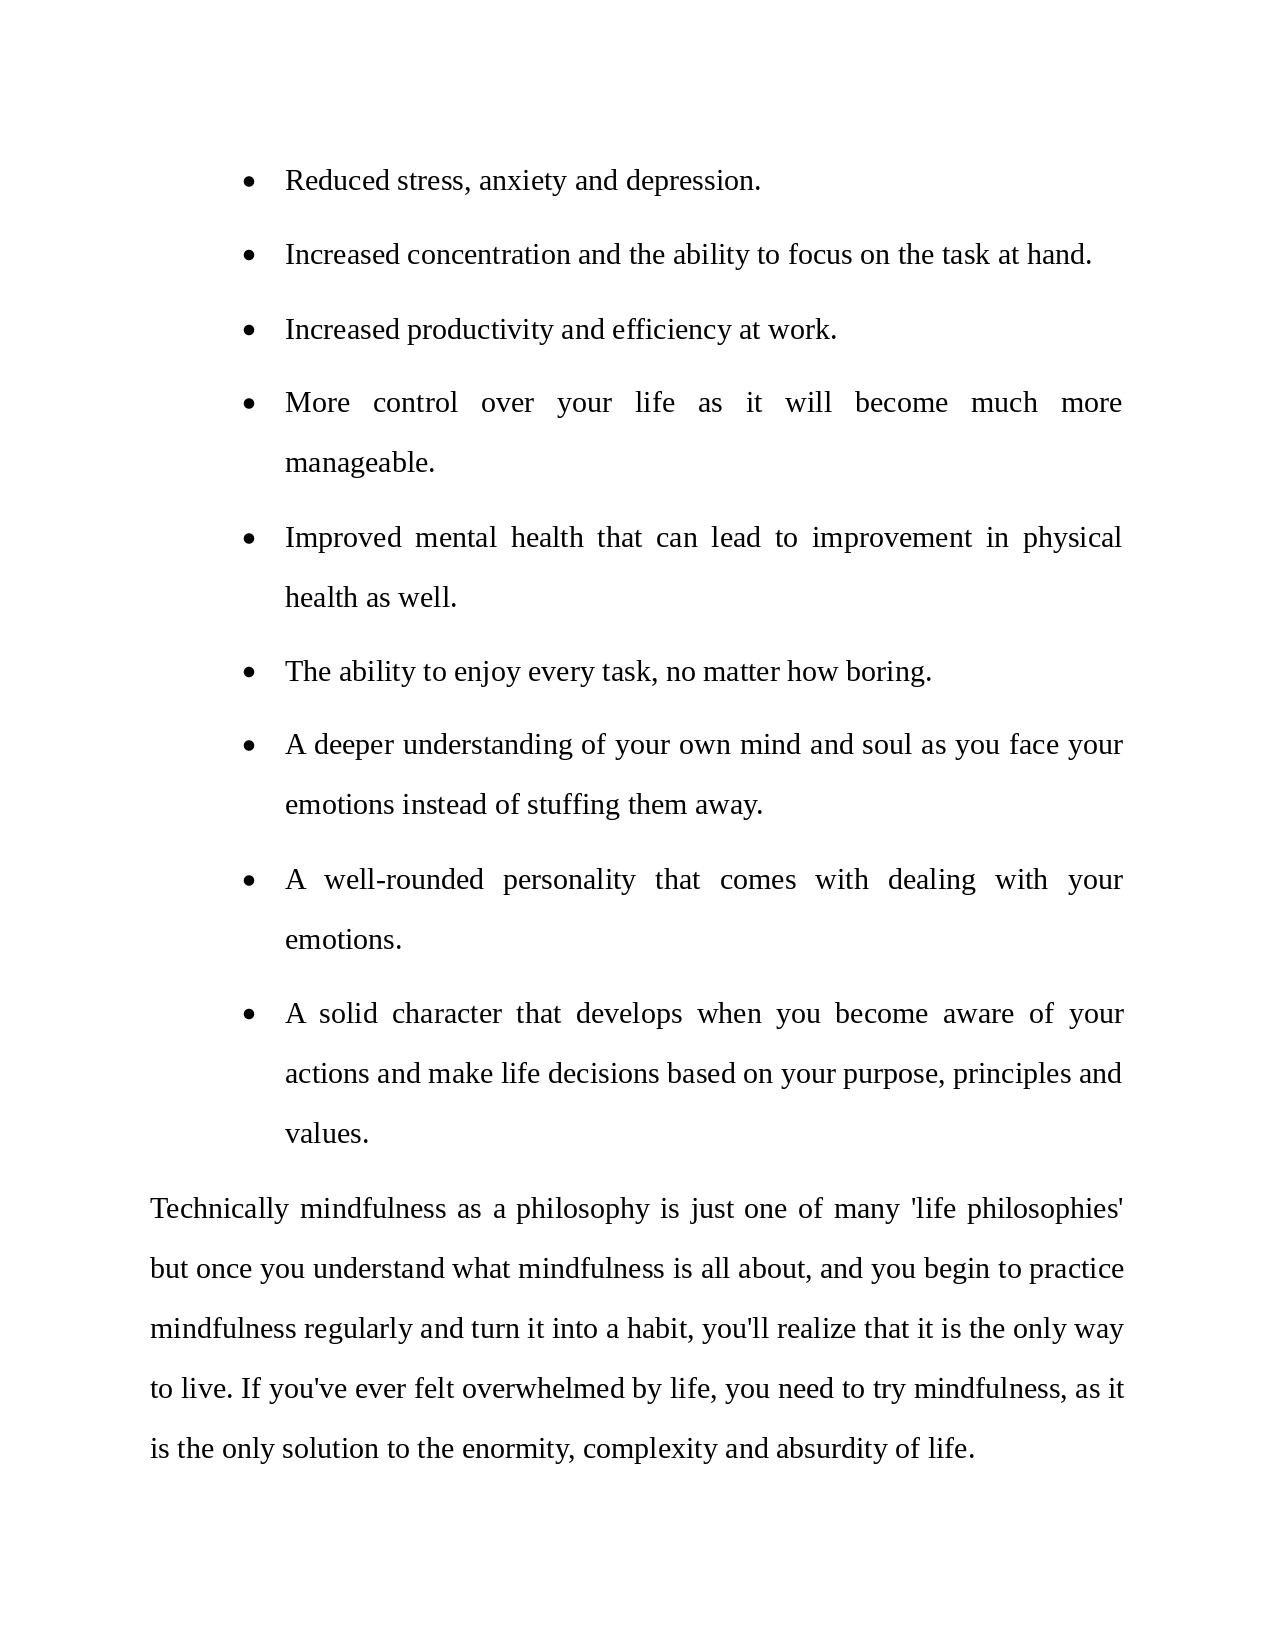 • Reduced stress, anxiety and depression.
• Increased concentration and the ability to focus on the task at hand.
• Increased productivity and efficiency at work.
• More control over your life as it will become much more
manageable.
• Improved mental health that can lead to improvement in physical
health as well.
• The ability to enjoy every task, no matter how boring.
• A deeper understanding of your own mind and soul as you face your
emotions instead of stuffing them away.
• A well-rounded personality that comes with dealing with your
emotions.
• A solid character that develops when you become aware of your
actions and make life decisions based on your purpose, principles and
values.
Technically mindfulness as a philosophy is just one of many 'life philosophies'
but once you understand what mindfulness is all about, and you begin to practice
mindfulness regularly and turn it into a habit, you'll realize that it is the only way
to live. If you've ever felt overwhelmed by life, you need to try mindfulness, as it
is the only solution to the enormity, complexity and absurdity of life.